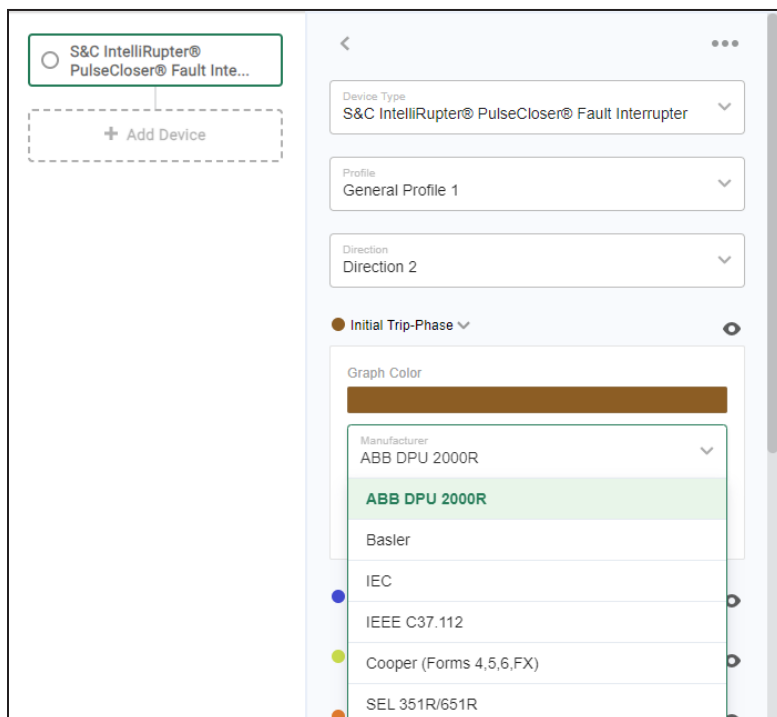 S&C IntelliRupter®
PulseCloser® Fault Inte...
+ Add Device
Device Type
S&C IntelliRupter® PulseCloser® Fault Interrupter
Profile
General Profile 1
Direction
Direction 2
Initial Trip-Phase
Graph Color
Manufacturer
ABB DPU 2000R
ABB DPU 2000R
Basler
IEC
IEEE C37.112
Cooper (Forms 4,5,6,FX)
SEL 351R/651R